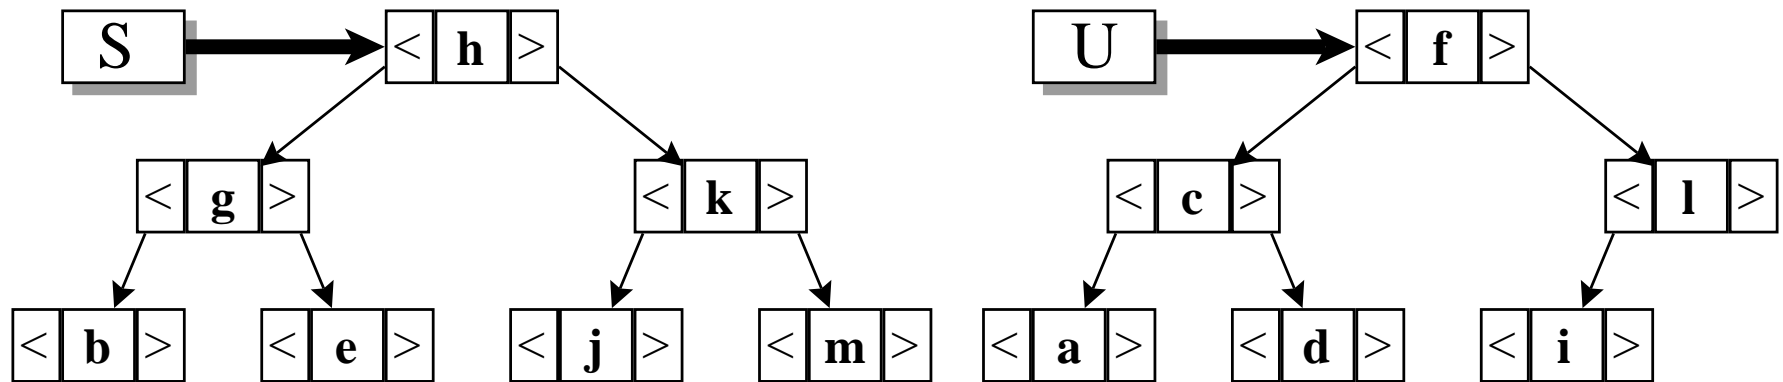 S < h > U < f >
< g > < k > < c > < l >
< b > < e > < j > < m > < a > < d > < i >